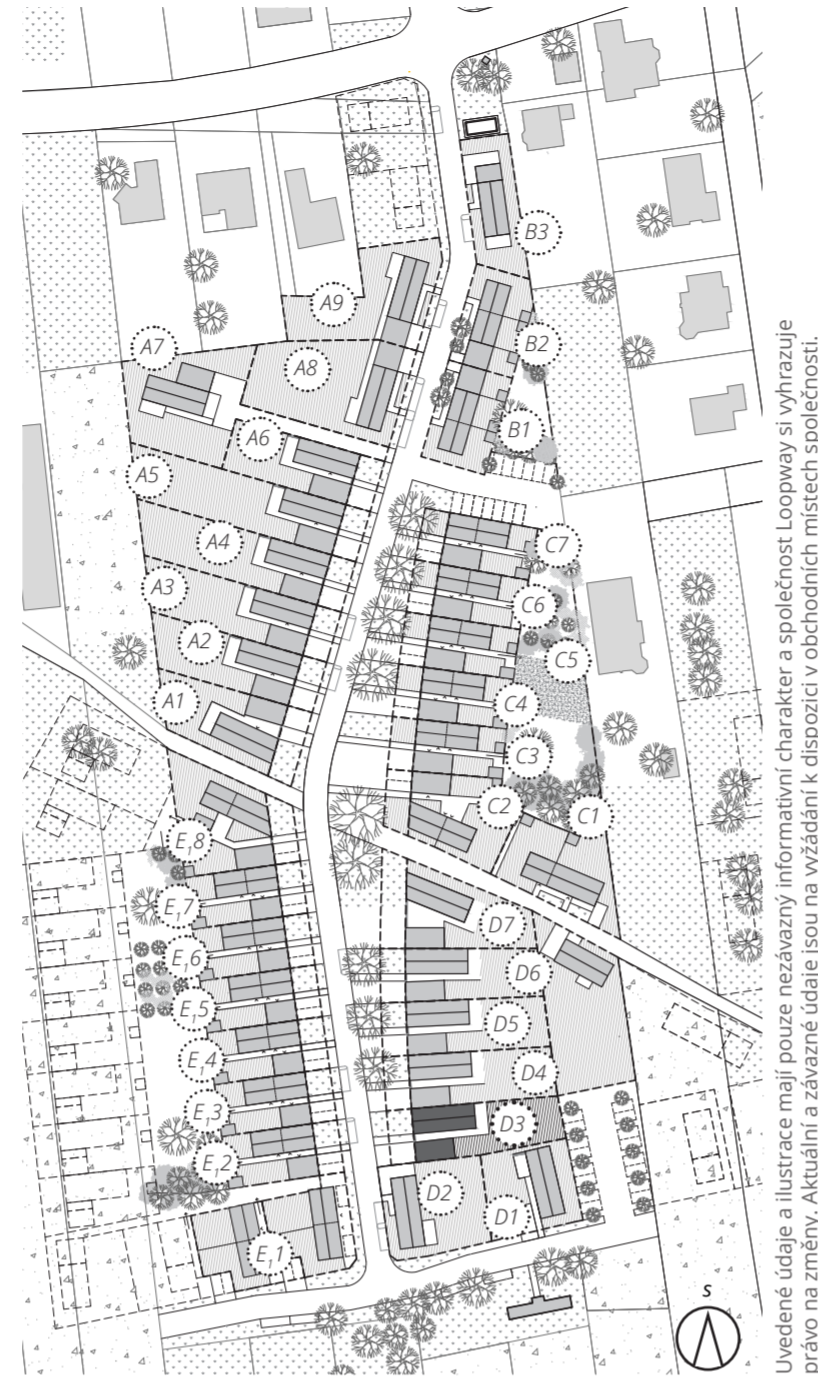 B3
A9
A7
A8
B2
A6
B1
A5
A4
C7
A3
C6
A2
C5
A1
C4
C3
C2
C1
E₁8
E₁7
D7
E₁6
D6
E₁5
D5
E₁4
D4
E₁3
D3
E₁2
D2
D1
E₁1
S
Uvedené údaje a ilustrace mají pouze nezávazný informativní charakter a společnost Loopway si vyhrazuje
právo na změny. Aktuální a závazné údaje jsou na vyžádání k dispozici v obchodních místech společnosti.